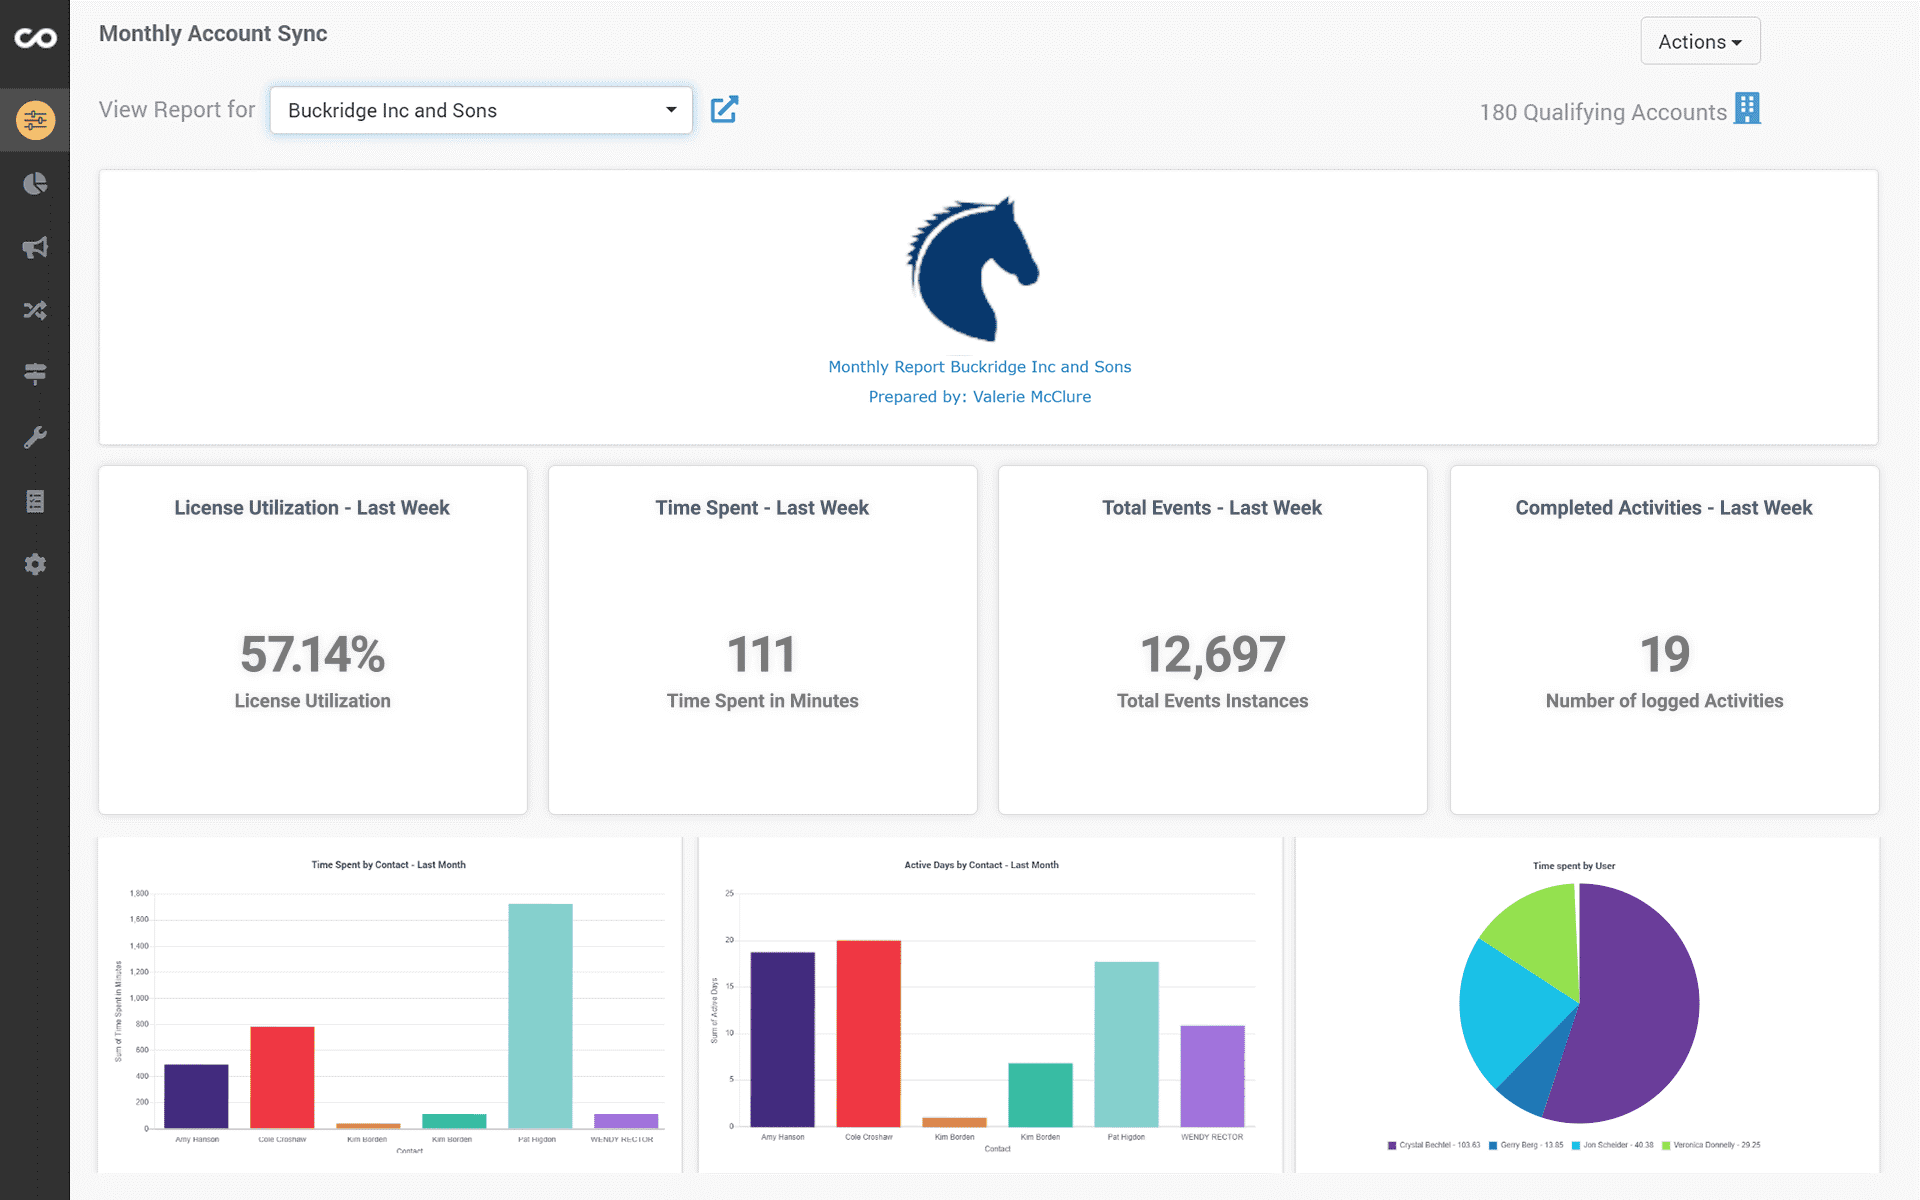 Monthly Account Sync
Actions
View Report for
Buckridge Inc and Sons
180 Qualifying Accounts
Monthly Report Buckridge Inc and Sons
Prepared by: Valerie McClure
License Utilization - Last Week
57.14%
License Utilization
Time Spent - Last Week
111
Time Spent in Minutes
Total Events - Last Week
12,697
Total Events Instances
Completed Activities - Last Week
19
Number of logged Activities
Time Spent by Contact - Last Month
Sum of Time Spent in Minutes
1,800
1,600
1,400
1,200
1,000
800
600
400
200
0
Amy Hanson
Cole Croshaw
Kim Borden
Kim Borden
Pat Higdon
WENDY RECTOR
Contact
Active Days by Contact - Last Month
Sum of Active Days
25
20
15
10
5
0
Amy Hanson
Cole Croshaw
Kim Borden
Kim Borden
Pat Higdon
WENDY RECTOR
Contact
Time spent by User
Crystal Bechtel - 103.63
Gerry Berg - 13.85
Jon Scheider - 40.38
Veronica Donnelly - 29.25